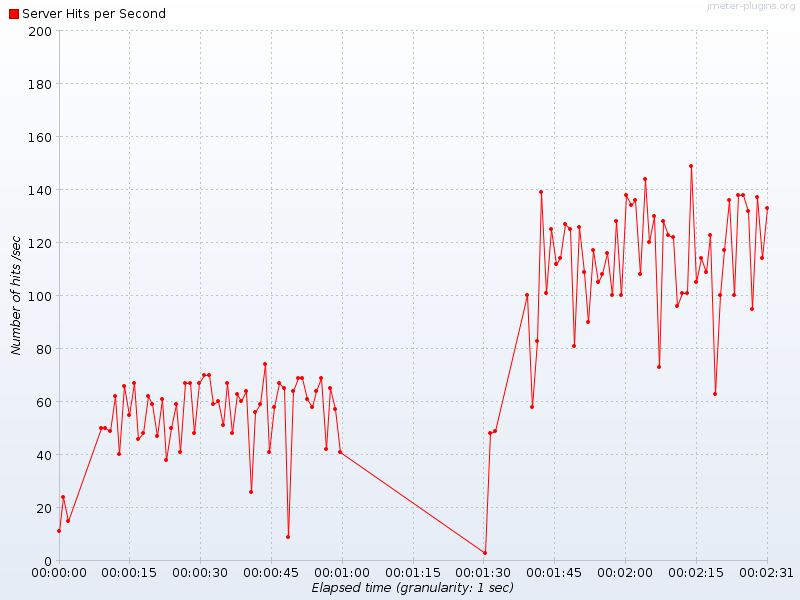 jmeter-plugins.org
Server Hits per Second
200
180
160
140
120
100
80
60
40
20
0
Number of hits /sec
00:00:00 00:00:15 00:00:30 00:00:45 00:01:00 00:01:15 00:01:30 00:01:45 00:02:00 00:02:15 00:02:31
Elapsed time (granularity: 1 sec)